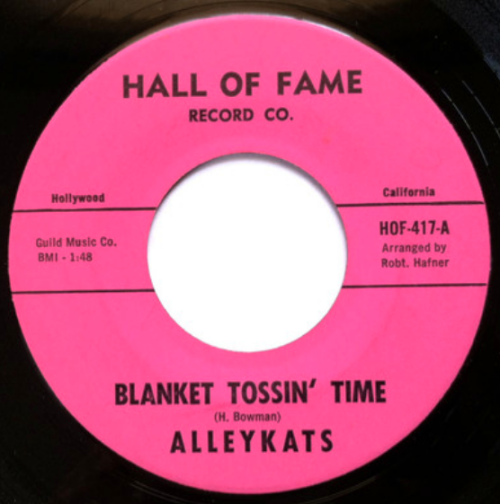 HALL OF FAME
RECORD CO.
Hollywood
California
Guild Music Co.
BMI - 1:48
HOF-417-A
Arranged by
Robt. Hafner
BLANKET TOSSIN' TIME
(H. Bowman)
ALLEYKATS